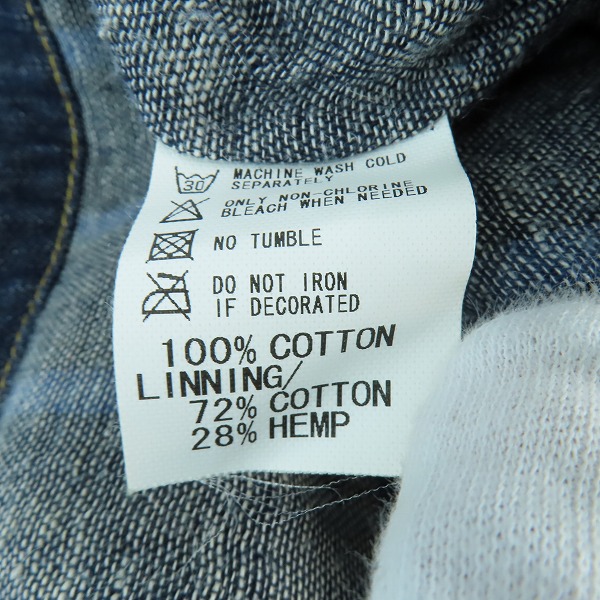 30 MACHINE WASH COLD
SEPARATELY
ONLY NON-CHLORINE
BLEACH WHEN NEEDED
NO TUMBLE
DO NOT IRON
IF DECORATED
100% COTTON
LINNING/
72% COTTON
28% HEMP